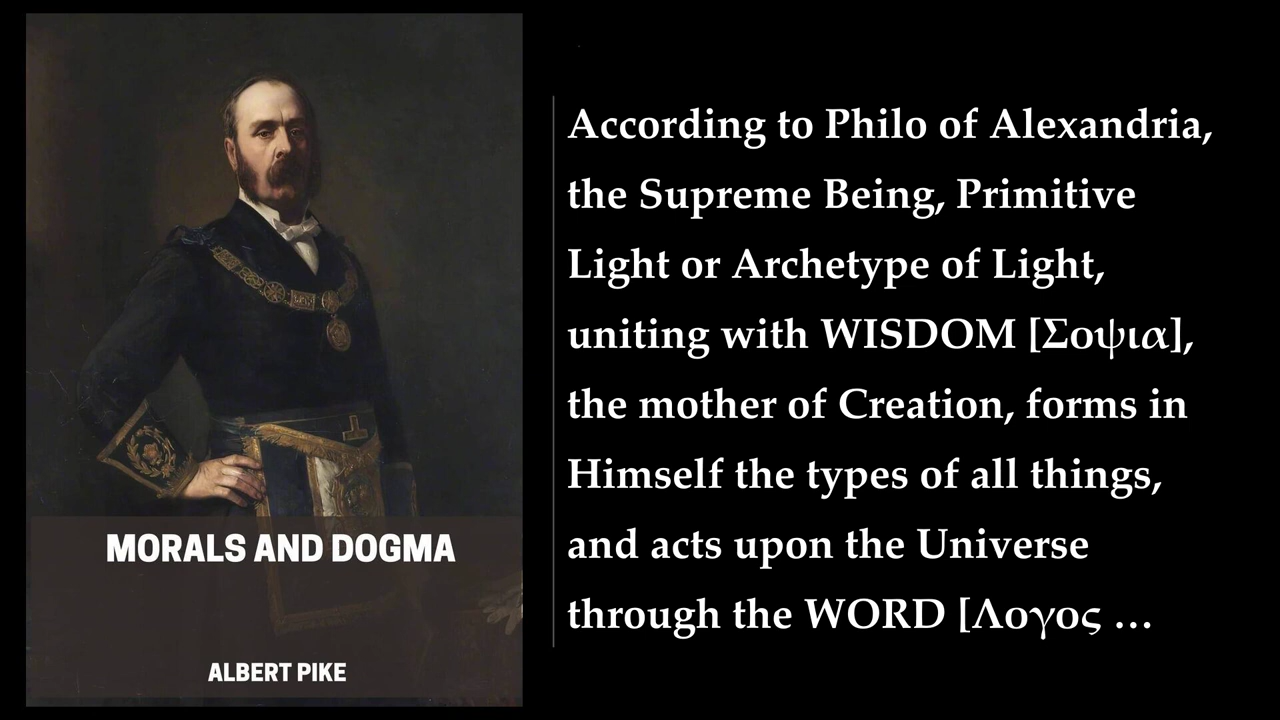 MORALS AND DOGMA
ALBERT PIKE
According to Philo of Alexandria,
the Supreme Being, Primitive
Light or Archetype of Light,
uniting with WISDOM [Σοψια],
the mother of Creation, forms in
Himself the types of all things,
and acts upon the Universe
through the WORD [Λογος …